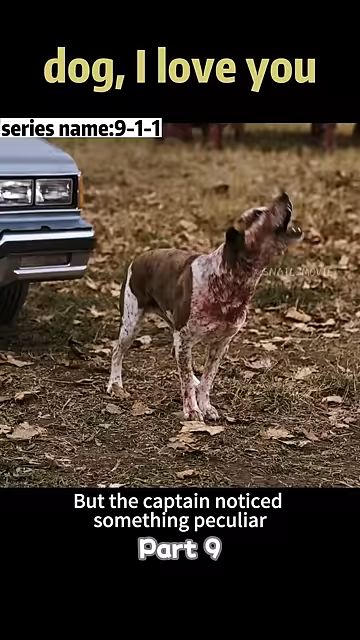 dog, I love you
series name:9-1-1
But the captain noticed
something peculiar
Part 9